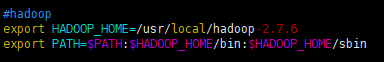 #hadoop
export HADOOP_HOME=/usr/local/hadoop-2.7.6
export PATH=$PATH:$HADOOP_HOME/bin:$HADOOP_HOME/sbin